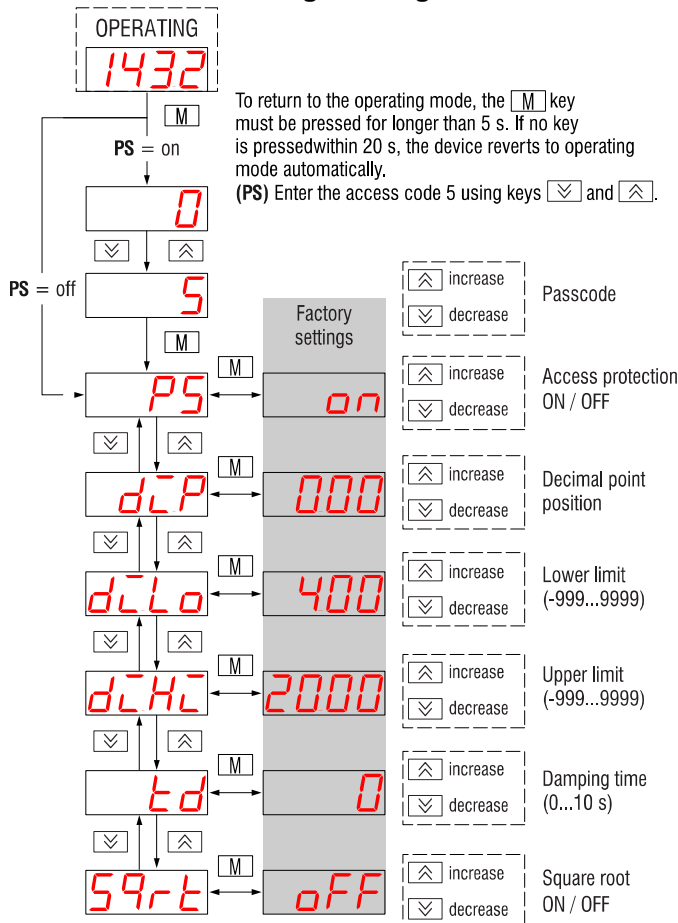 OPERATING
1432
M
To return to the operating mode, the M key
must be pressed for longer than 5 s. If no key
is pressedwithin 20 s, the device reverts to operating
mode automatically.
(PS) Enter the access code 5 using keys and .
PS = on
0
PS = off
5
M
Factory
settings
increase
decrease
Passcode
PS
M
on
increase
decrease
Access protection
ON / OFF
diP
M
000
increase
decrease
Decimal point
position
diLo
M
400
increase
decrease
Lower limit
(-999...9999)
diHi
M
2000
increase
decrease
Upper limit
(-999...9999)
td
M
0
increase
decrease
Damping time
(0...10 s)
Sqrt
M
oFF
increase
decrease
Square root
ON / OFF